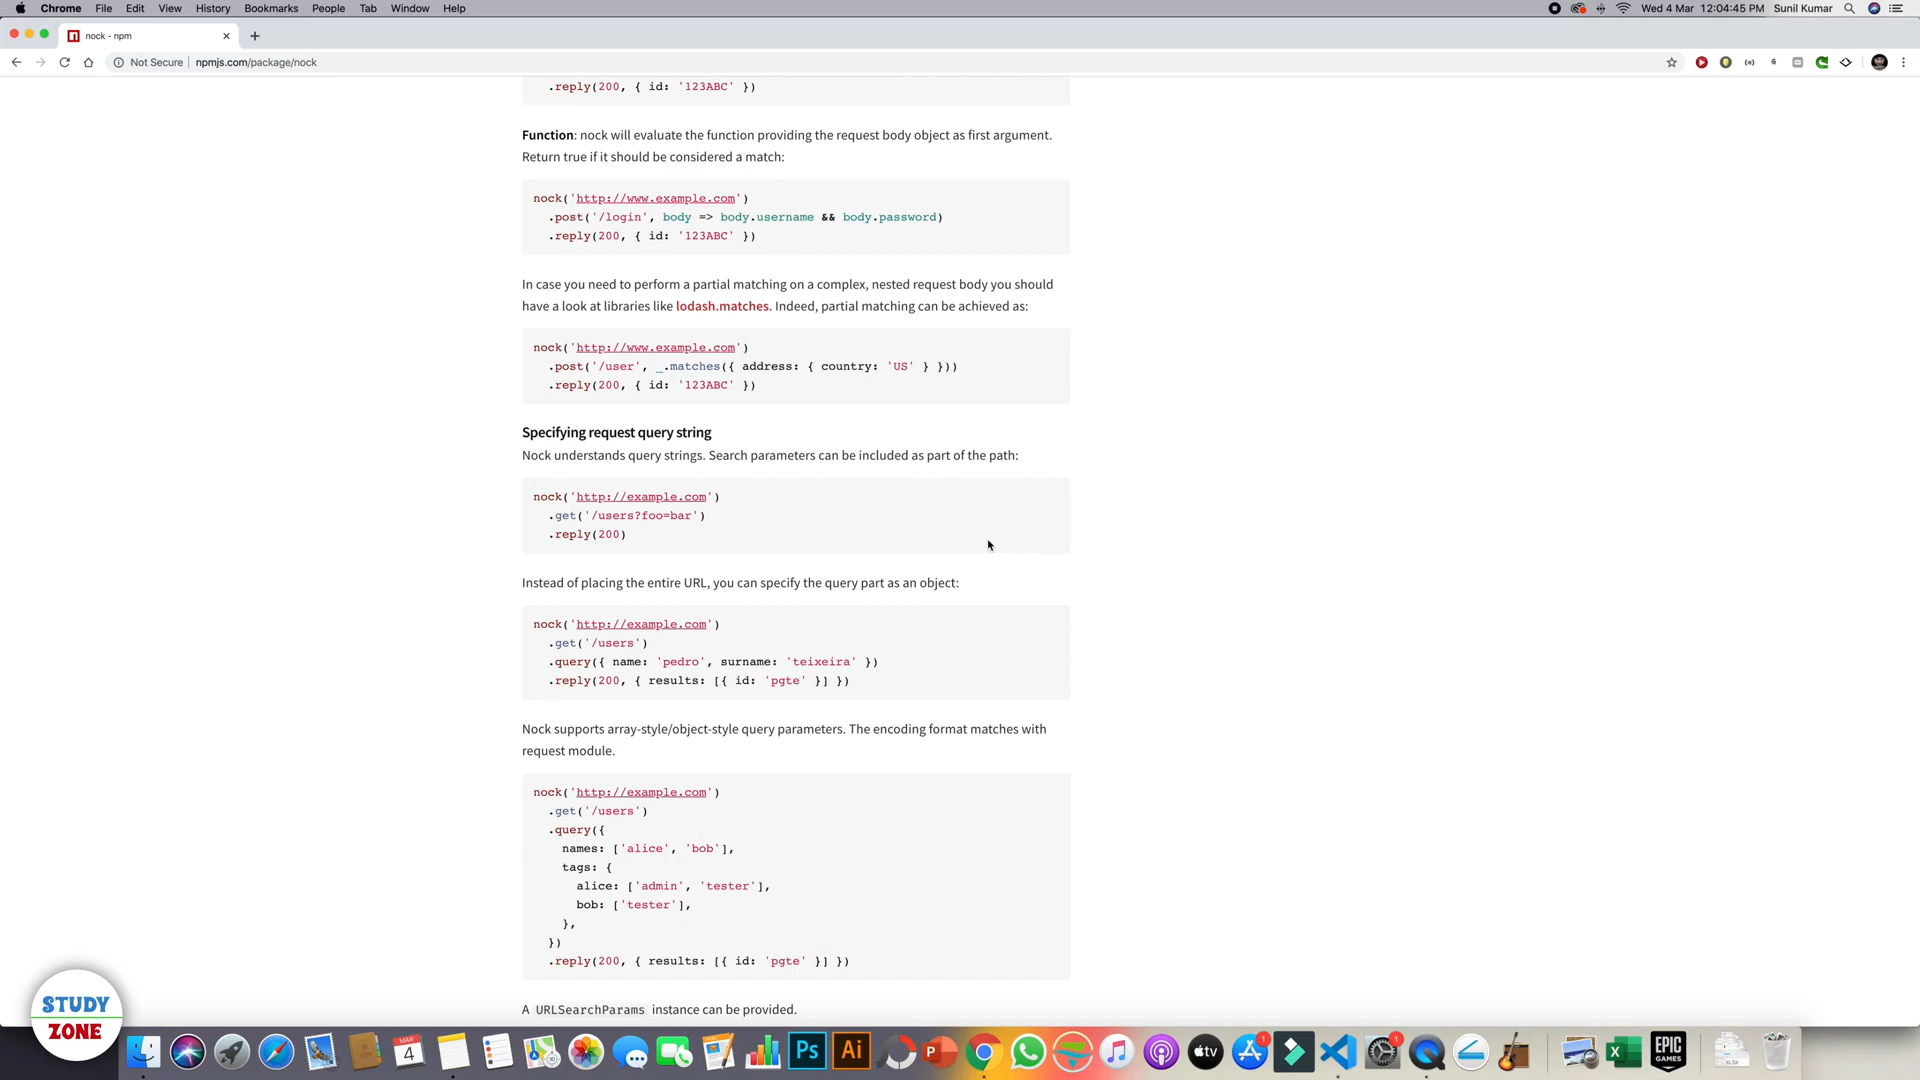 Chrome File Edit View History Bookmarks People Tab Window Help
Wed 4 Mar 12:04:45 PM Sunil Kumar
nock - npm
Not Secure npmjs.com/package/nock
.reply(200, { id: '123ABC' })
Function: nock will evaluate the function providing the request body object as first argument.
Return true if it should be considered a match:
nock('http://www.example.com')
.post('/login', body => body.username && body.password)
.reply(200, { id: '123ABC' })
In case you need to perform a partial matching on a complex, nested request body you should
have a look at libraries like lodash.matches. Indeed, partial matching can be achieved as:
nock('http://www.example.com')
.post('/user', _.matches({ address: { country: 'US' } }))
.reply(200, { id: '123ABC' })
Specifying request query string
Nock understands query strings. Search parameters can be included as part of the path:
nock('http://example.com')
.get('/users?foo=bar')
.reply(200)
Instead of placing the entire URL, you can specify the query part as an object:
nock('http://example.com')
.get('/users')
.query({ name: 'pedro', surname: 'teixeira' })
.reply(200, { results: [{ id: 'pgte' }] })
Nock supports array-style/object-style query parameters. The encoding format matches with
request module.
nock('http://example.com')
.get('/users')
.query({
names: ['alice', 'bob'],
tags: {
alice: ['admin', 'tester'],
bob: ['tester'],
},
})
.reply(200, { results: [{ id: 'pgte' }] })
A URLSearchParams instance can be provided.
STUDY
ZONE
MAR
4
Ps
Ai
P
tv
1
1
X
EPIC
GAMES
XLSX